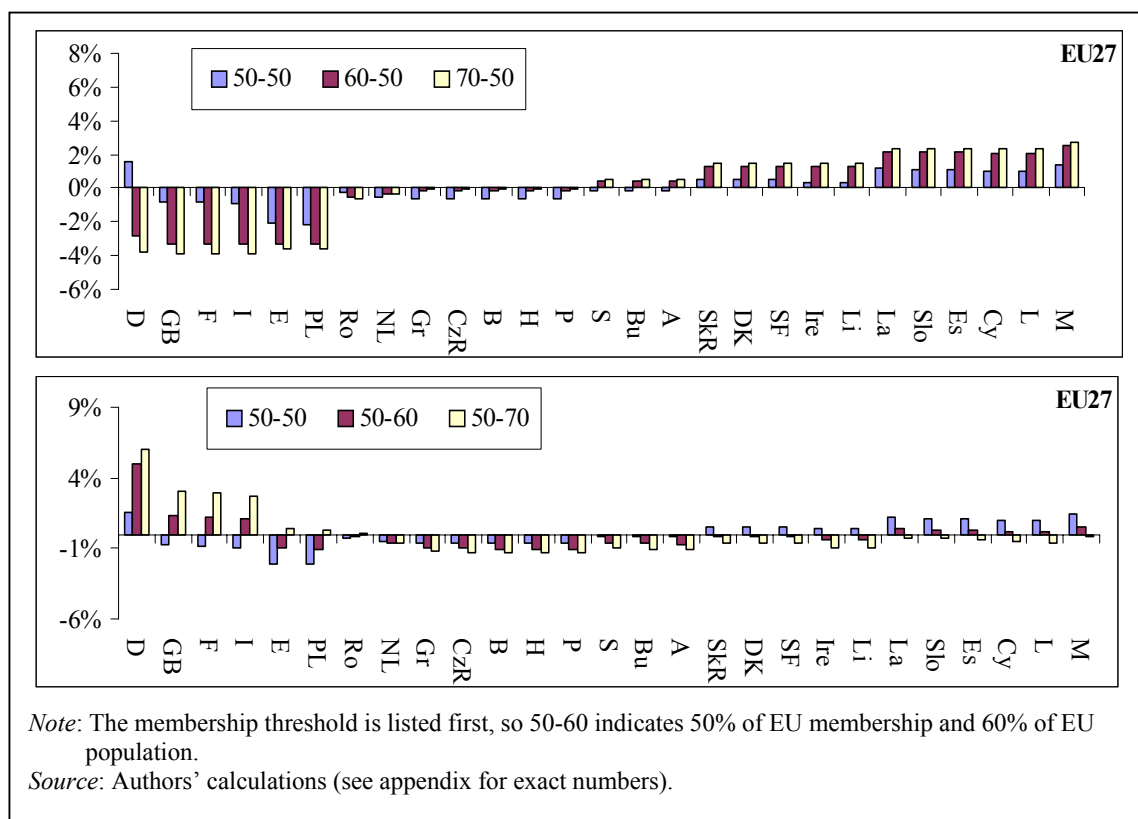 EU27
50-50 60-50 70-50
8%
6%
4%
2%
0%
-2%
-4%
-6%
D GB F I E PL Ro NL Gr CzR B H P S Bu A SkR DK SF Ire Li La Slo Es Cy L M
EU27
50-50 50-60 50-70
9%
4%
-1%
-6%
D GB F I E PL Ro NL Gr CzR B H P S Bu A SkR DK SF Ire Li La Slo Es Cy L M
Note: The membership threshold is listed first, so 50-60 indicates 50% of EU membership and 60% of EU
population.
Source: Authors' calculations (see appendix for exact numbers).